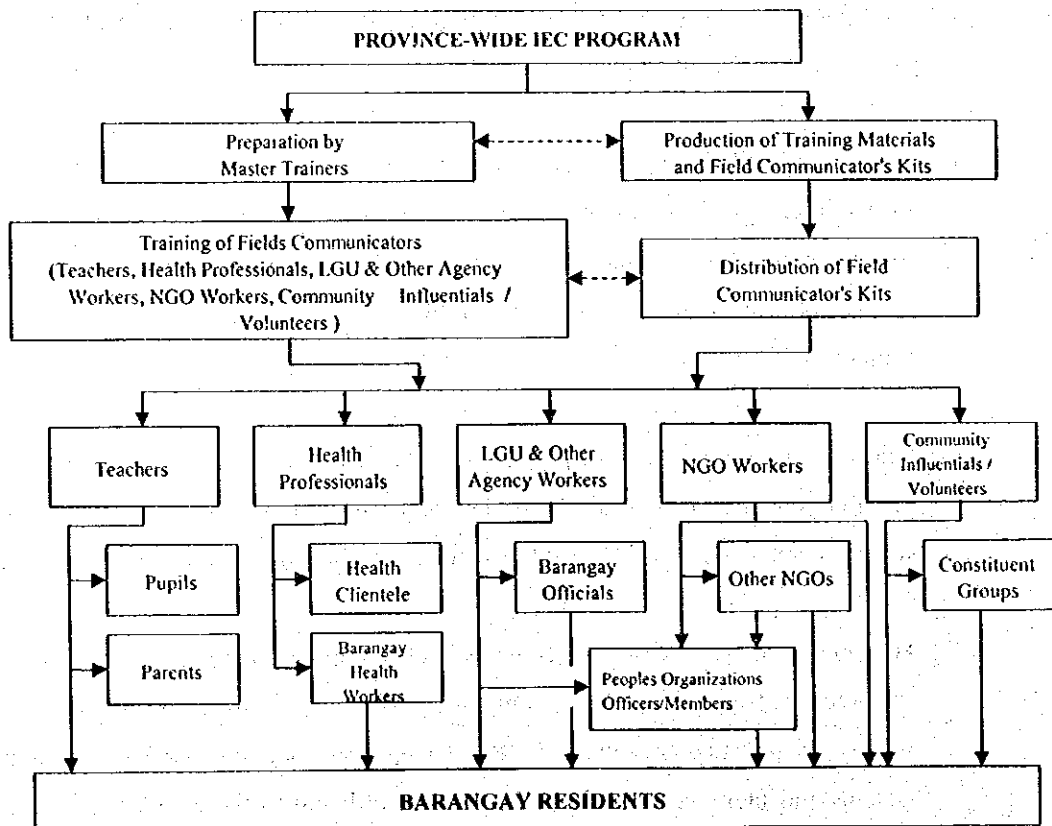 PROVINCE-WIDE IEC PROGRAM
Preparation by
Master Trainers
Production of Training Materials
and Field Communicator's Kits
Training of Fields Communicators
(Teachers, Health Professionals, LGU & Other Agency
Workers, NGO Workers, Community Influentials /
Volunteers )
Distribution of Field
Communicator's Kits
Teachers
Health
Professionals
LGU & Other
Agency Workers
NGO Workers
Community
Influentials /
Volunteers
Pupils
Health
Clientele
Barangay
Officials
Other NGOs
Constituent
Groups
Parents
Barangay
Health
Workers
Peoples Organizations
Officers/Members
BARANGAY RESIDENTS